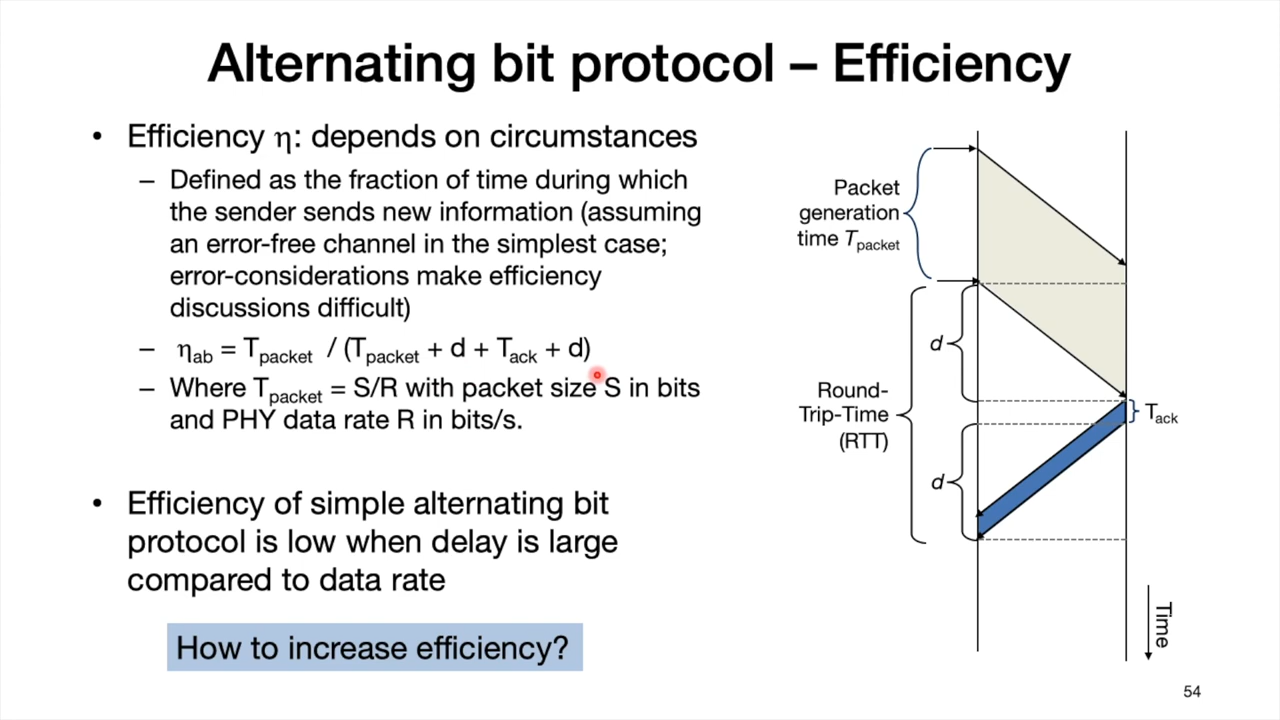 Alternating bit protocol – Efficiency
• Efficiency η: depends on circumstances
– Defined as the fraction of time during which
the sender sends new information (assuming
an error-free channel in the simplest case;
error-considerations make efficiency
discussions difficult)
– ηab = Tpacket / (Tpacket + d + Tack + d)
– Where Tpacket = S/R with packet size S in bits
and PHY data rate R in bits/s.
• Efficiency of simple alternating bit
protocol is low when delay is large
compared to data rate
How to increase efficiency?
Packet
generation
time Tpacket
d
Round-
Trip-Time
(RTT)
Tack
d
Time
54